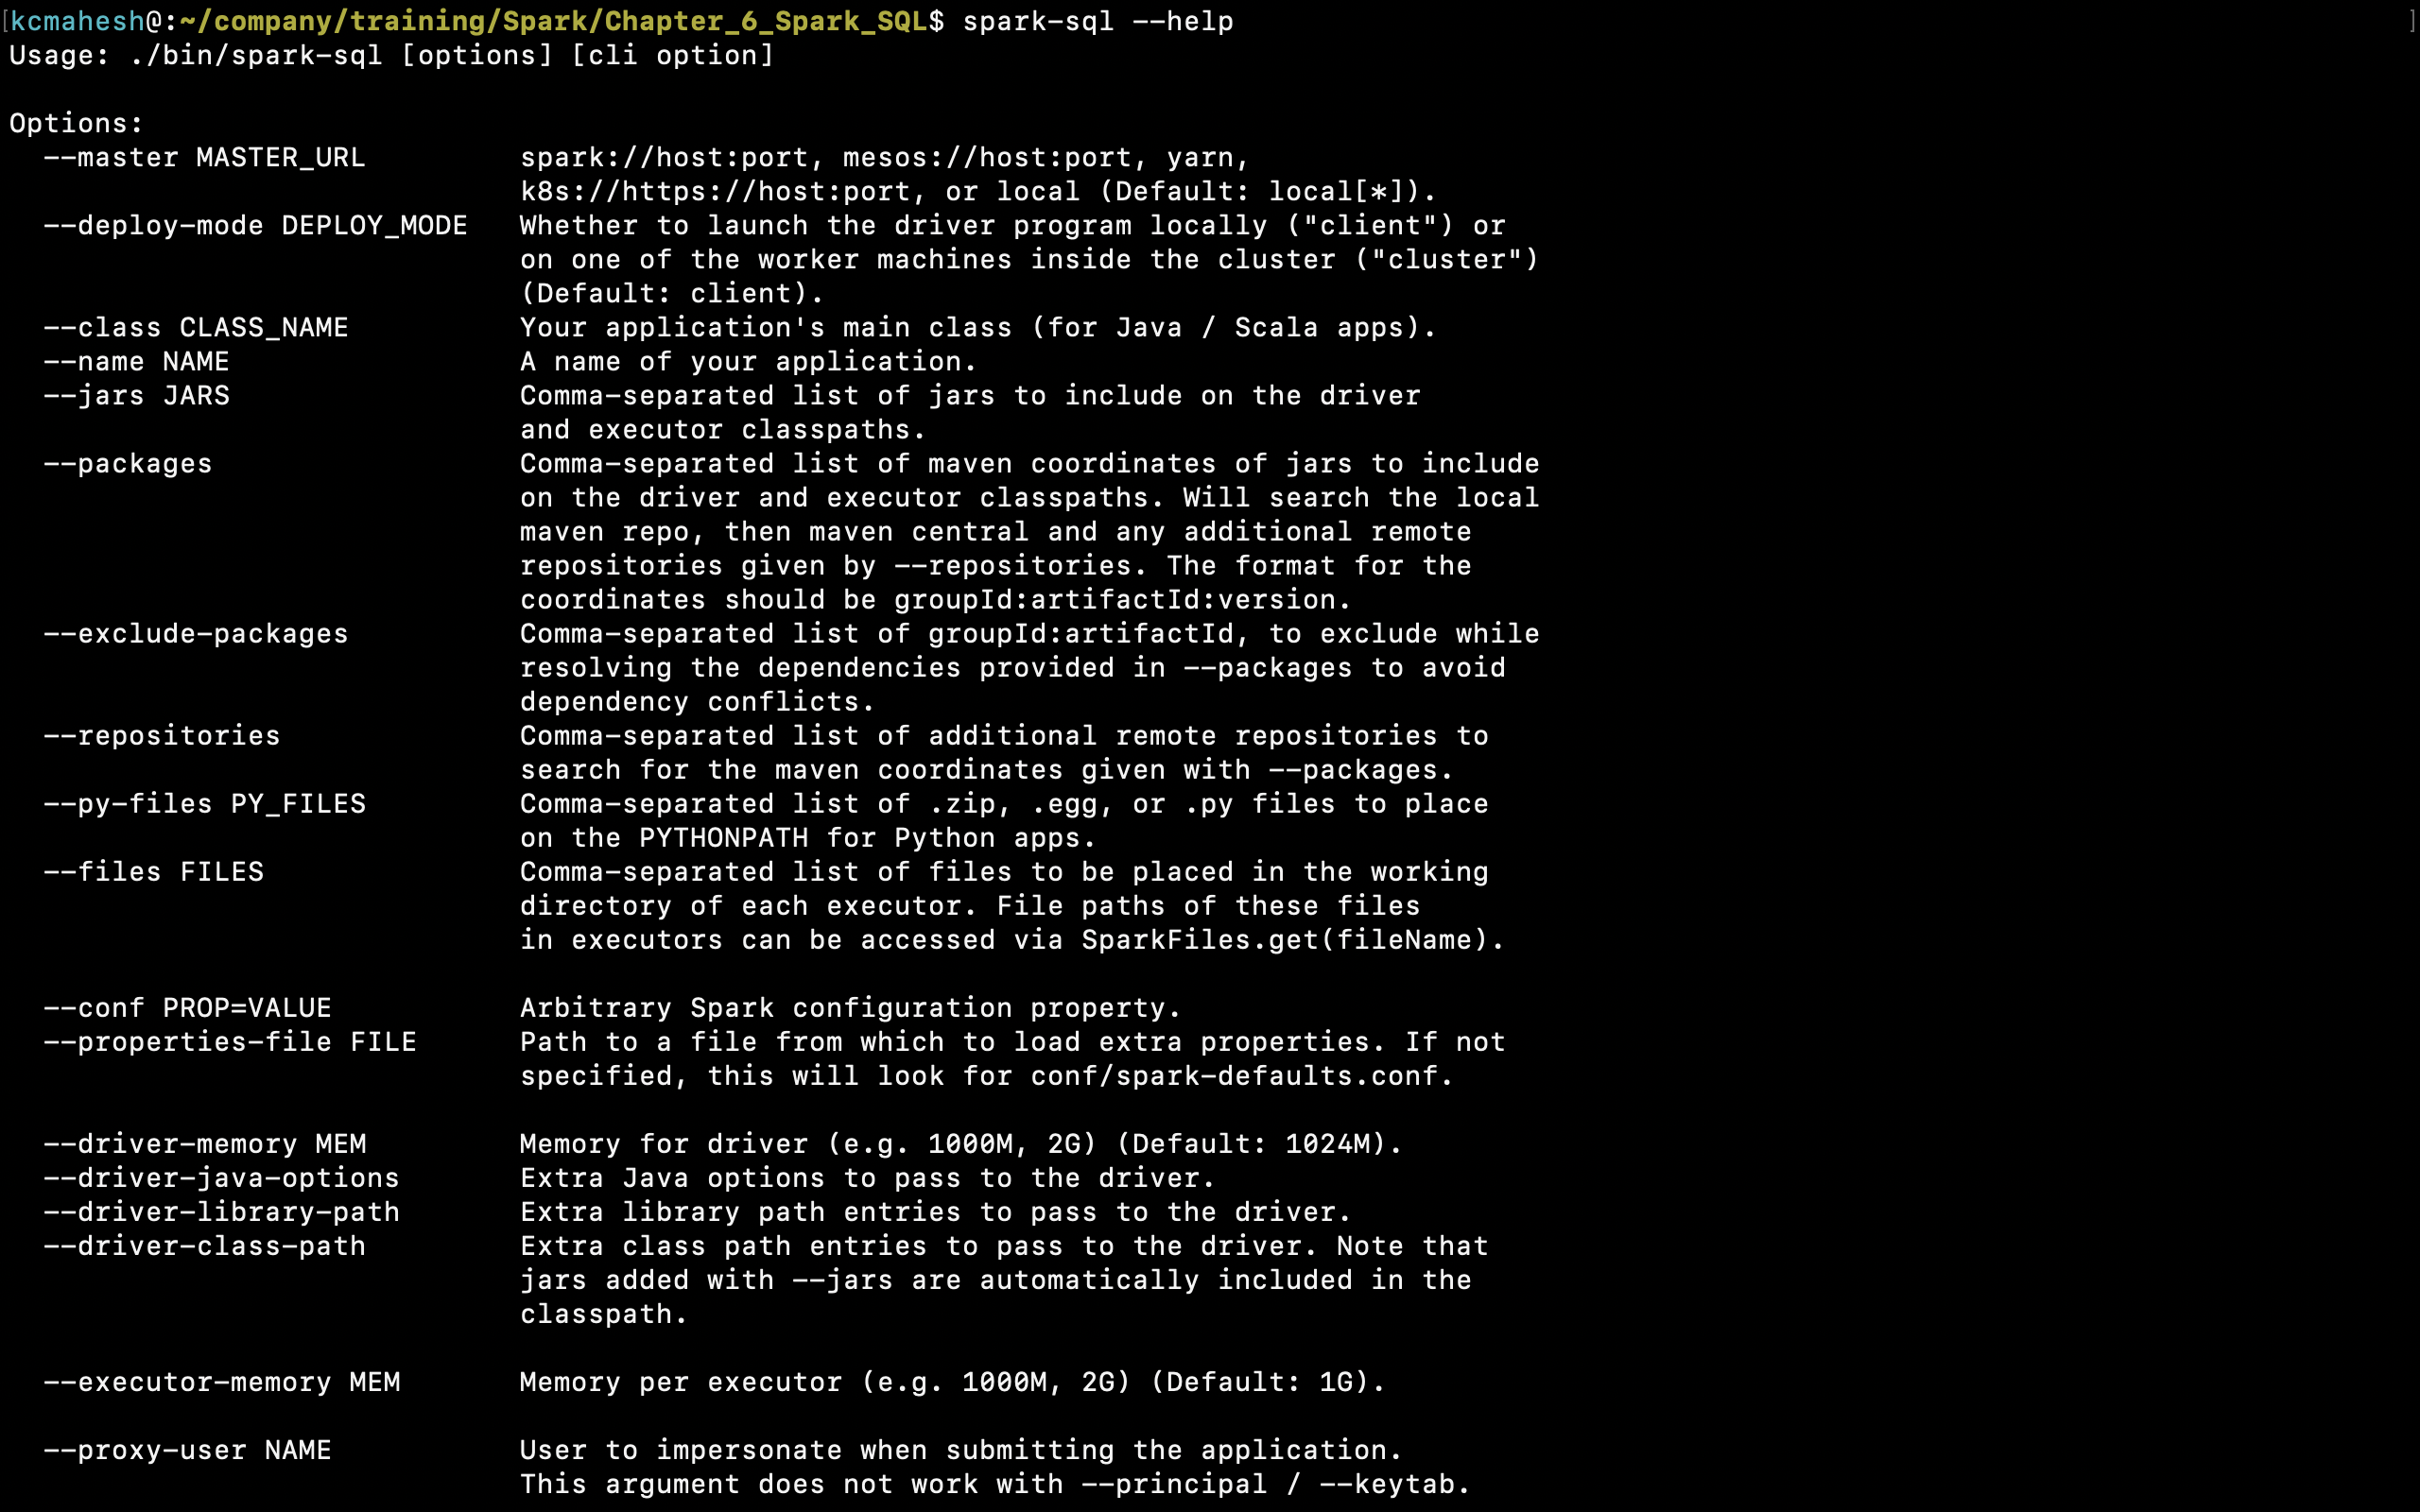 [kcmahesh@:~/company/training/Spark/Chapter_6_Spark_SQL$ spark-sql --help ]
Usage: ./bin/spark-sql [options] [cli option]

Options:
  --master MASTER_URL         spark://host:port, mesos://host:port, yarn,
                              k8s://https://host:port, or local (Default: local[*]).
  --deploy-mode DEPLOY_MODE   Whether to launch the driver program locally ("client") or
                              on one of the worker machines inside the cluster ("cluster")
                              (Default: client).
  --class CLASS_NAME          Your application's main class (for Java / Scala apps).
  --name NAME                 A name of your application.
  --jars JARS                 Comma-separated list of jars to include on the driver
                              and executor classpaths.
  --packages                  Comma-separated list of maven coordinates of jars to include
                              on the driver and executor classpaths. Will search the local
                              maven repo, then maven central and any additional remote
                              repositories given by --repositories. The format for the
                              coordinates should be groupId:artifactId:version.
  --exclude-packages          Comma-separated list of groupId:artifactId, to exclude while
                              resolving the dependencies provided in --packages to avoid
                              dependency conflicts.
  --repositories              Comma-separated list of additional remote repositories to
                              search for the maven coordinates given with --packages.
  --py-files PY_FILES         Comma-separated list of .zip, .egg, or .py files to place
                              on the PYTHONPATH for Python apps.
  --files FILES               Comma-separated list of files to be placed in the working
                              directory of each executor. File paths of these files
                              in executors can be accessed via SparkFiles.get(fileName).

  --conf PROP=VALUE           Arbitrary Spark configuration property.
  --properties-file FILE      Path to a file from which to load extra properties. If not
                              specified, this will look for conf/spark-defaults.conf.

  --driver-memory MEM         Memory for driver (e.g. 1000M, 2G) (Default: 1024M).
  --driver-java-options       Extra Java options to pass to the driver.
  --driver-library-path       Extra library path entries to pass to the driver.
  --driver-class-path         Extra class path entries to pass to the driver. Note that
                              jars added with --jars are automatically included in the
                              classpath.

  --executor-memory MEM       Memory per executor (e.g. 1000M, 2G) (Default: 1G).

  --proxy-user NAME           User to impersonate when submitting the application.
                              This argument does not work with --principal / --keytab.